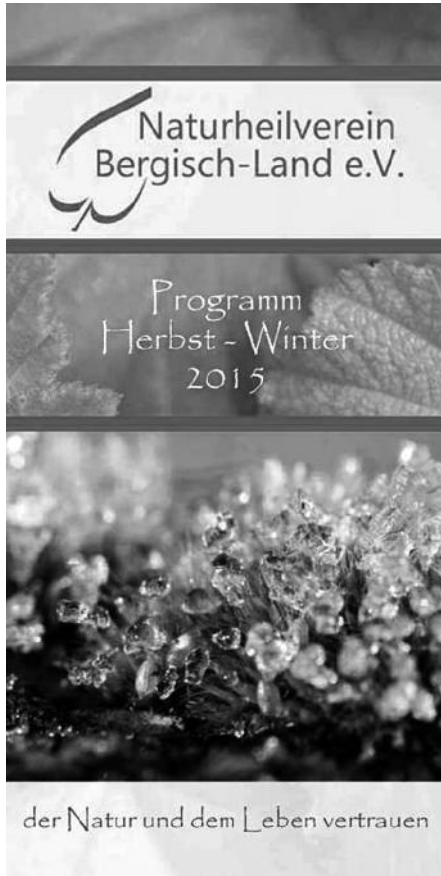 Naturheilverein
Bergisch-Land e.V.
Programm
Herbst - Winter
2015
der Natur und dem Leben vertrauen